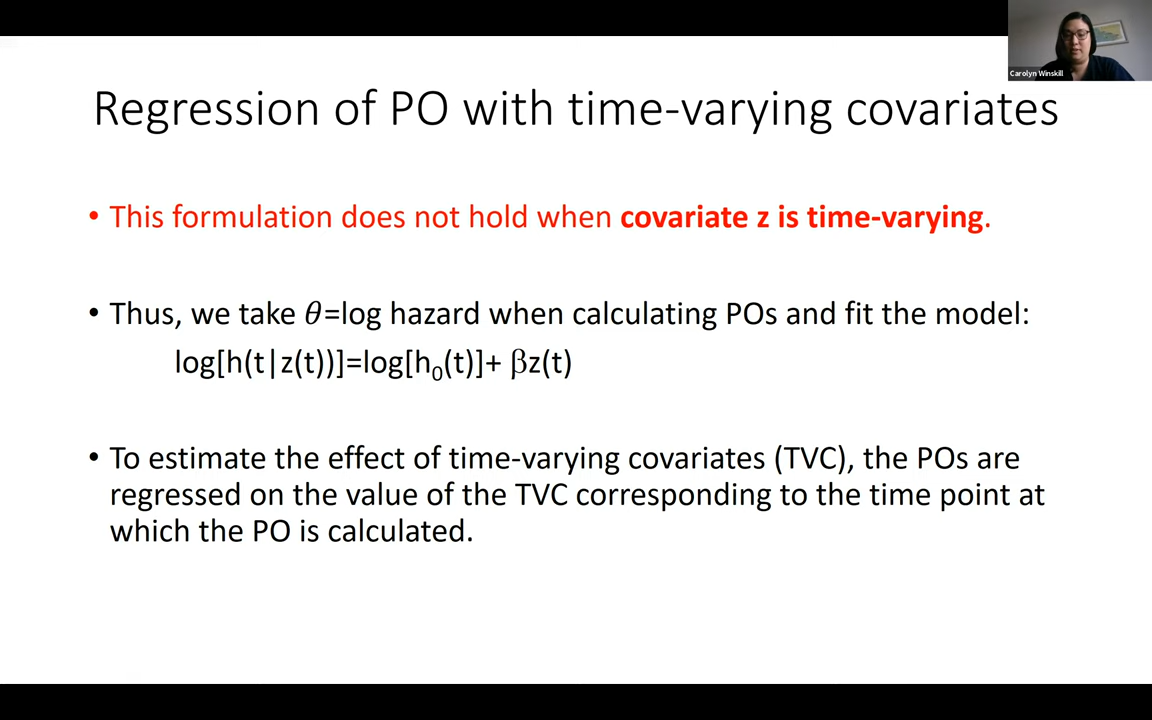 Carolyn Winskill
Regression of PO with time-varying covariates
• This formulation does not hold when covariate z is time-varying.
• Thus, we take θ=log hazard when calculating POs and fit the model:
log[h(t|z(t))]=log[h₀(t)]+ βz(t)
• To estimate the effect of time-varying covariates (TVC), the POs are
regressed on the value of the TVC corresponding to the time point at
which the PO is calculated.